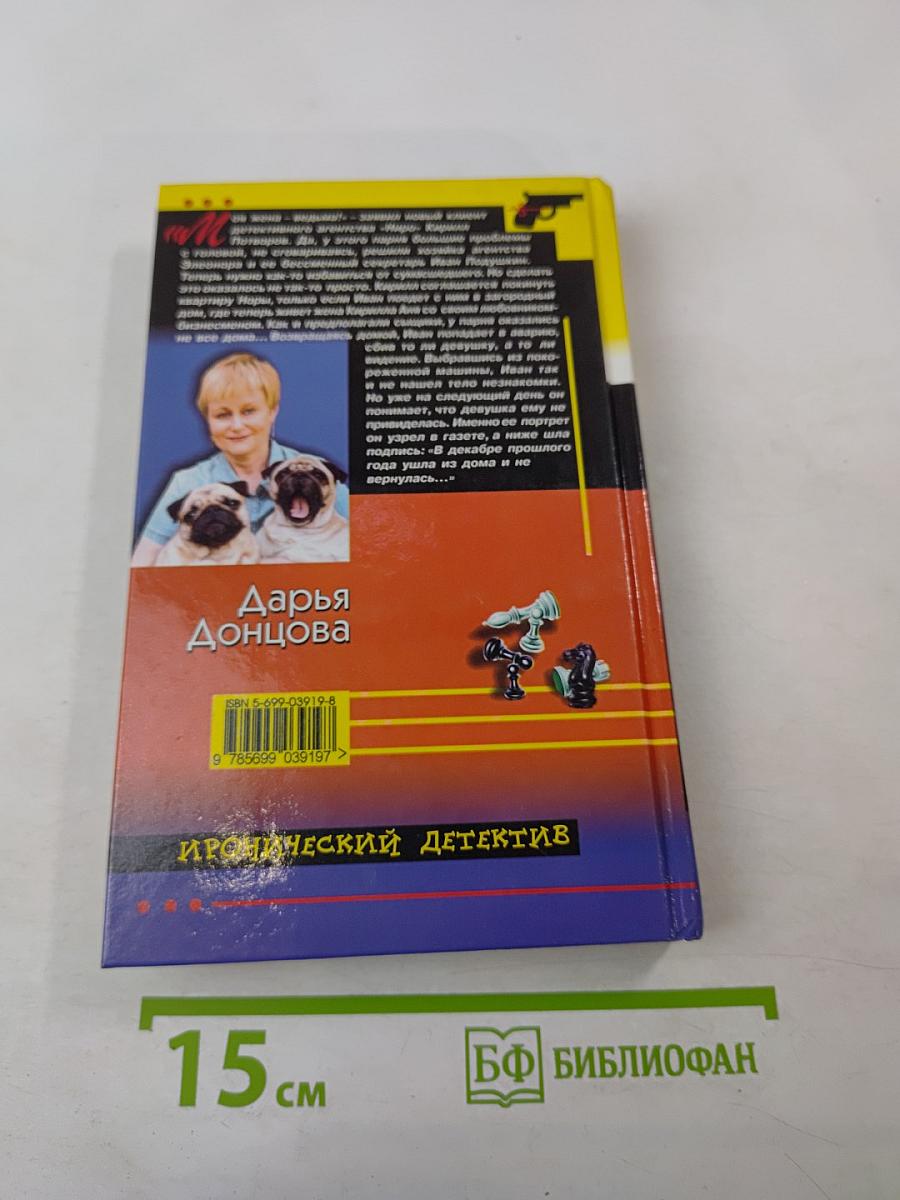 «Моя жена – ведьма!» – заявил новый клиент
детективного агентства «Ниро» Кирилл
Потворов. Да, у этого парня большие проблемы
с головой, не сговариваясь, решили хозяйка агентства
Элеонора и ее бессменный секретарь Иван Подушкин.
Теперь нужно как-то избавиться от сумасшедшего. Но сделать
это оказалось не так-то просто. Кирилл соглашается покинуть
квартиру Норы, только если Иван поедет с ним в загородный
дом, где теперь живет жена Кирилла Аня со своим любовником-
бизнесменом. Как и предполагали сыщики, у парня оказались
не все дома... Возвращаясь домой, Иван попадает в аварию,
сбив то ли девушку, а то ли
видение. Выбравшись из поко-
реженной машины, Иван так
и не нашел тело незнакомки.
Но уже на следующий день он
понимает, что девушка ему не
привиделась. Именно ее портрет
он узрел в газете, а ниже шла
подпись: «В декабре прошлого
года ушла из дома и не
вернулась...»
Дарья
Донцова
ISBN 5-699-03919-8
9 785699 039197 >
ИРОНИЧЕСКИЙ ДЕТЕКТИВ
15 см
БФ БИБЛИОФАН